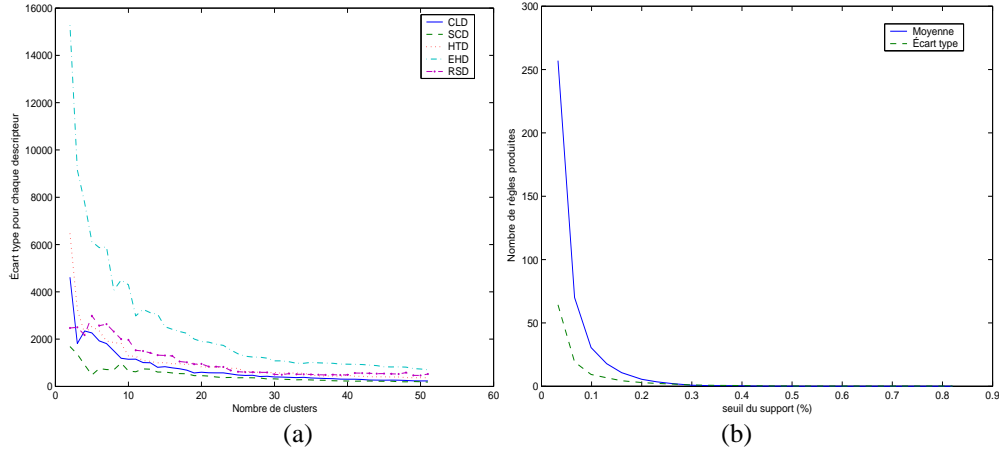 16000
14000
12000
10000
8000
6000
4000
2000
0
0
10
20
30
40
50
60
Écart type pour chaque descripteur
Nombre de clusters
CLD
SCD
HTD
EHD
RSD
(a)
300
250
200
150
100
50
0
0
0.1
0.2
0.3
0.4
0.5
0.6
0.7
0.8
0.9
Nombre de règles produites
seuil du support (%)
Moyenne
Écart type
(b)